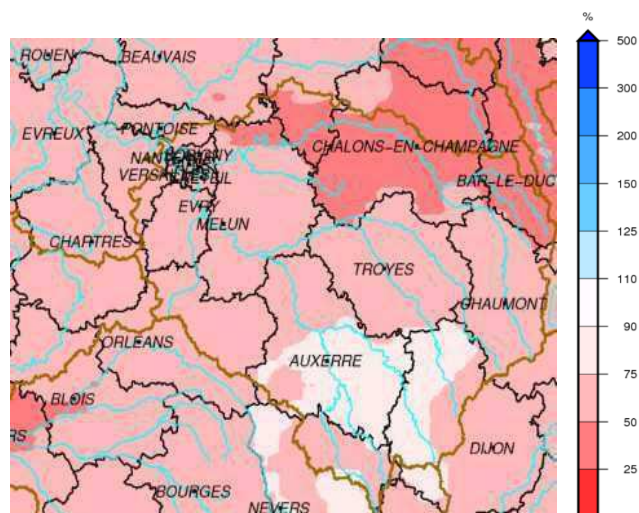 %
500
ROUEN
BEAUVAIS
300
EVREUX
PONTOISE
200
CHALONS-EN-CHAMPAGNE
VERSAILLES
BAR-LE-DUC
150
EVRY
MELUN
125
CHARTRES
TROYES
110
CHAUMONT
90
ORLEANS
AUXERRE
75
BLOIS
50
RS
DIJON
25
BOURGES
NEVERS